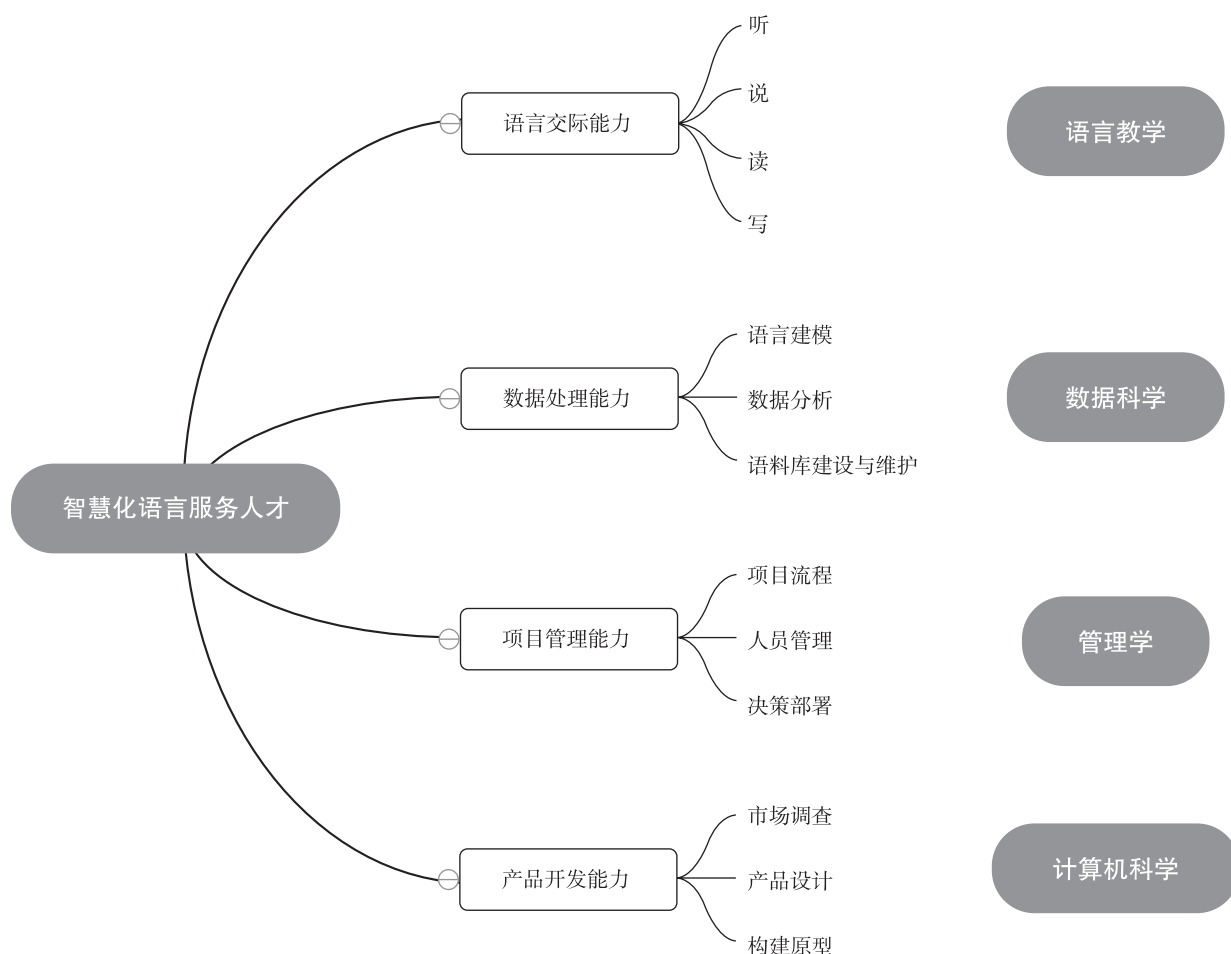 听
语言交际能力
说
语言教学
读
写
语言建模
数据处理能力
数据分析
数据科学
语料库建设与维护
智慧化语言服务人才
项目流程
项目管理能力
人员管理
管理学
决策部署
市场调查
产品开发能力
产品设计
计算机科学
构建原型